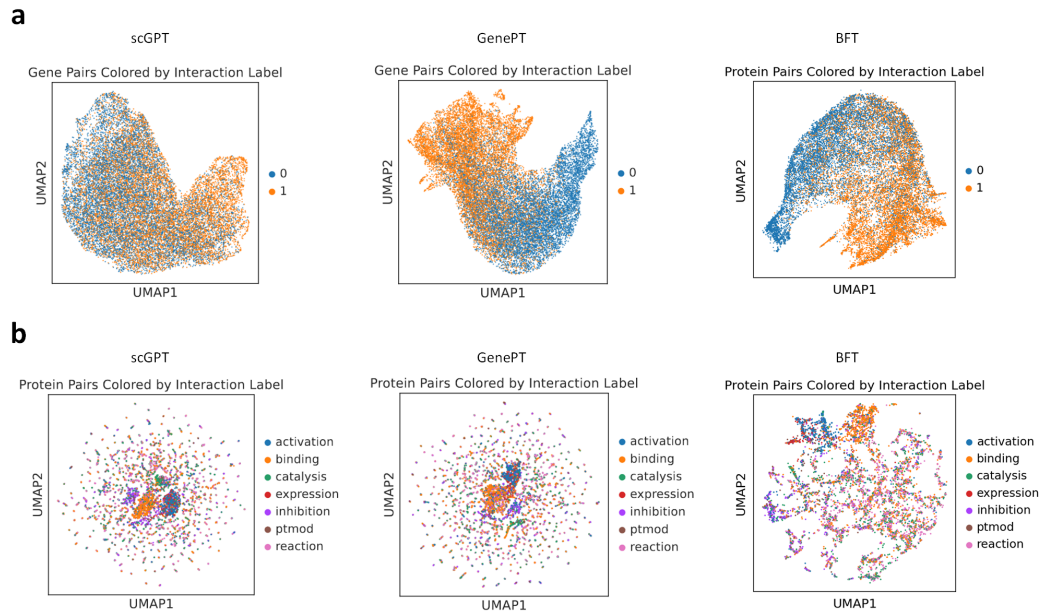 a
scGPT
GenePT
BFT
Gene Pairs Colored by Interaction Label
Gene Pairs Colored by Interaction Label
Protein Pairs Colored by Interaction Label
UMAP2
0
1
UMAP1
UMAP2
0
1
UMAP1
UMAP2
0
1
UMAP1
b
scGPT
GenePT
BFT
Protein Pairs Colored by Interaction Label
Protein Pairs Colored by Interaction Label
Protein Pairs Colored by Interaction Label
UMAP2
activation
binding
catalysis
expression
inhibition
ptmod
reaction
UMAP1
UMAP2
activation
binding
catalysis
expression
inhibition
ptmod
reaction
UMAP1
UMAP2
activation
binding
catalysis
expression
inhibition
ptmod
reaction
UMAP1